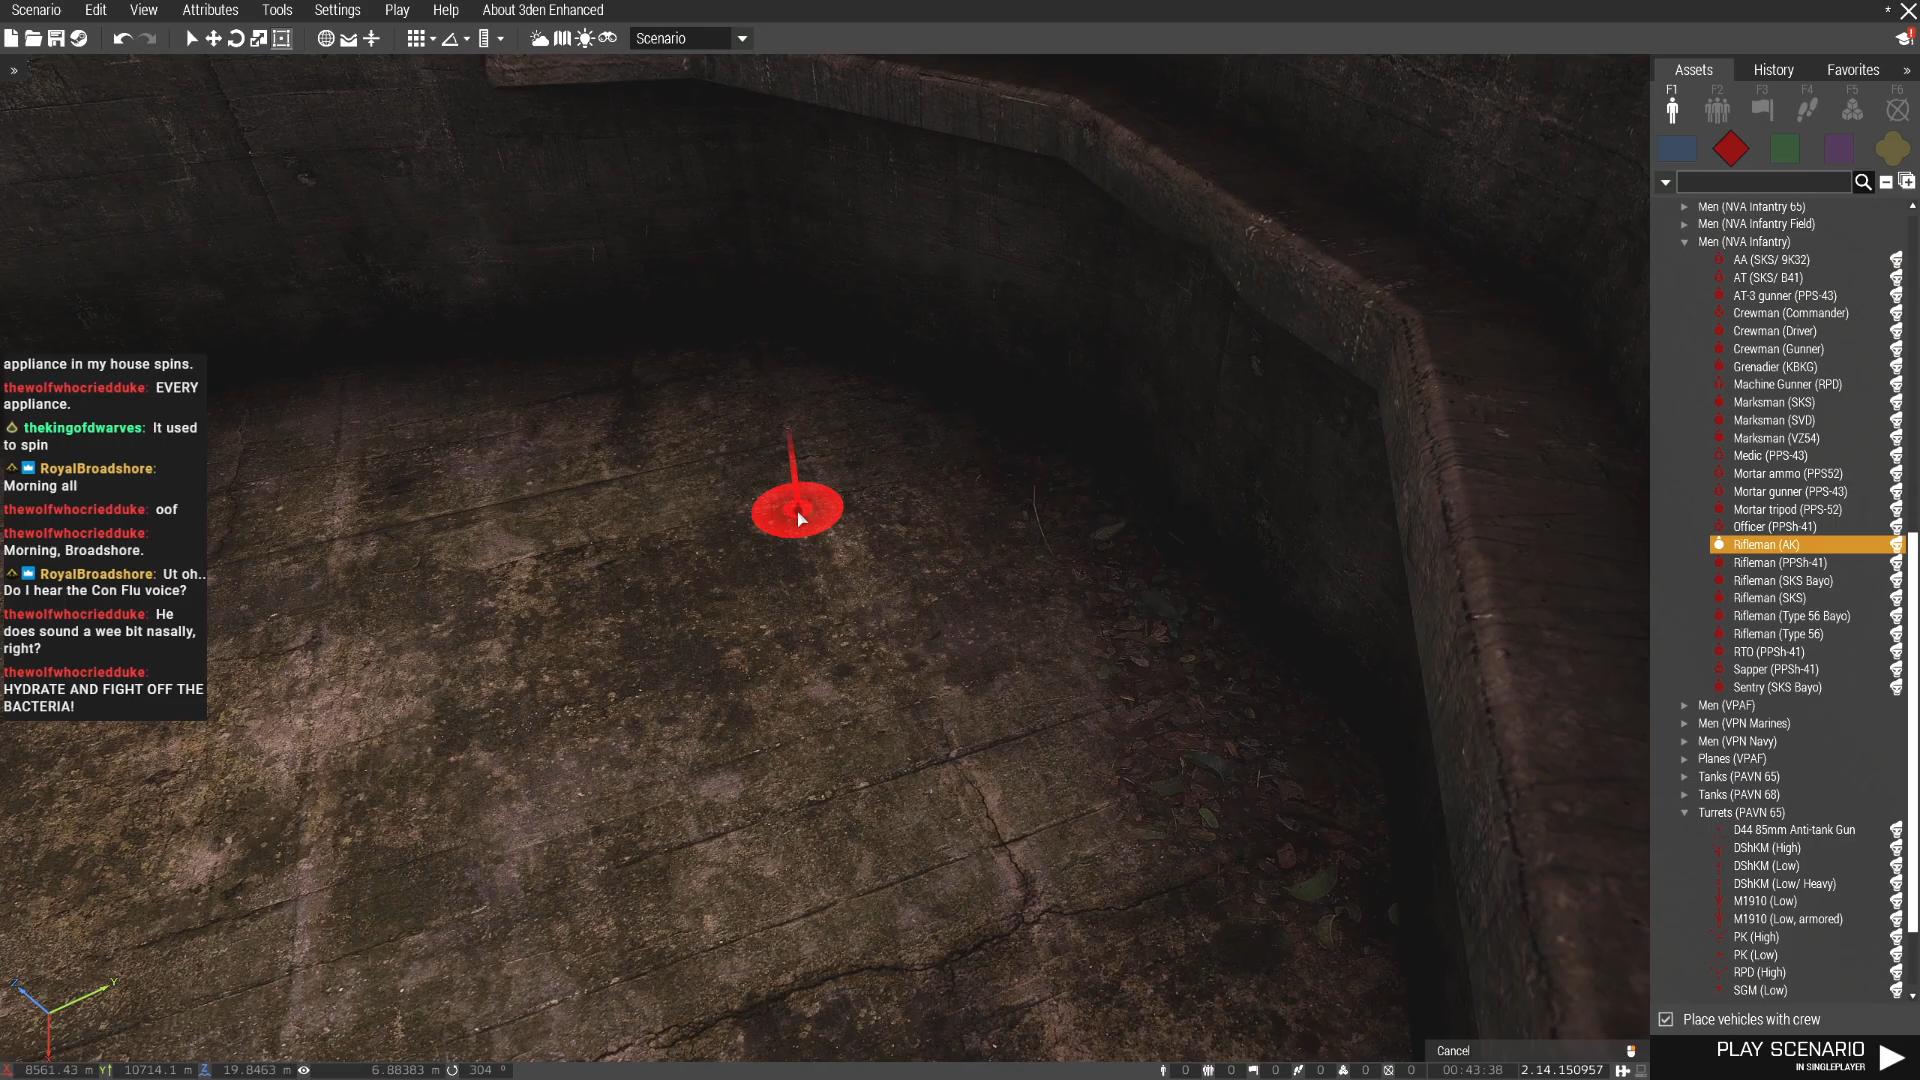 Scenario Edit View Attributes Tools Settings Play Help About 3den Enhanced
Scenario
Assets History Favorites
F1 F2 F3 F4 F5 F6
Men (NVA Infantry 65)
Men (NVA Infantry Field)
Men (NVA Infantry)
AA (SKS/ 9K32)
AT (SKS/ B41)
AT-3 gunner (PPS-43)
Crewman (Commander)
Crewman (Driver)
Crewman (Gunner)
Grenadier (KBKG)
Machine Gunner (RPD)
Marksman (SKS)
Marksman (SVD)
Marksman (VZ54)
Medic (PPS-43)
Mortar ammo (PPS52)
Mortar gunner (PPS-43)
Mortar tripod (PPS-52)
Officer (PPSh-41)
Rifleman (AK)
Rifleman (PPSh-41)
Rifleman (SKS Bayo)
Rifleman (SKS)
Rifleman (Type 56 Bayo)
Rifleman (Type 56)
RTO (PPSh-41)
Sapper (PPSh-41)
Sentry (SKS Bayo)
Men (VPAF)
Men (VPN Marines)
Men (VPN Navy)
Planes (VPAF)
Tanks (PAVN 65)
Tanks (PAVN 68)
Turrets (PAVN 65)
D44 85mm Anti-tank Gun
DShKM (High)
DShKM (Low)
DShKM (Low/ Heavy)
M1910 (Low)
M1910 (Low, armored)
PK (High)
PK (Low)
RPD (High)
SGM (Low)
Place vehicles with crew
PLAY SCENARIO
IN SINGLEPLAYER
appliance in my house spins.
thewolfwhocriedduke: EVERY
appliance.
thekingofdwarves: It used
to spin
RoyalBroadshore:
Morning all
thewolfwhocriedduke: oof
thewolfwhocriedduke:
Morning, Broadshore.
RoyalBroadshore: Ut oh..
Do I hear the Con Flu voice?
thewolfwhocriedduke: He
does sound a wee bit nasally,
right?
thewolfwhocriedduke:
HYDRATE AND FIGHT OFF THE
BACTERIA!
Z Y X
Cancel
X 8561.43 m Y 10714.1 m Z 19.8463 m 6.88383 m 304 ° 0 0 0 0 0 0 00:43:38 2.14.150957